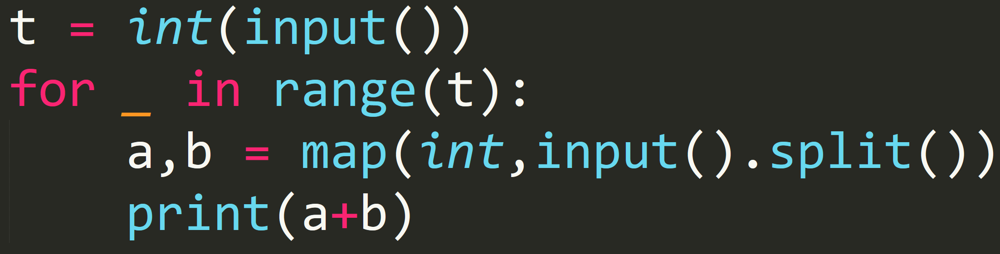 t = int(input())
for _ in range(t):
    a,b = map(int,input().split())
    print(a+b)